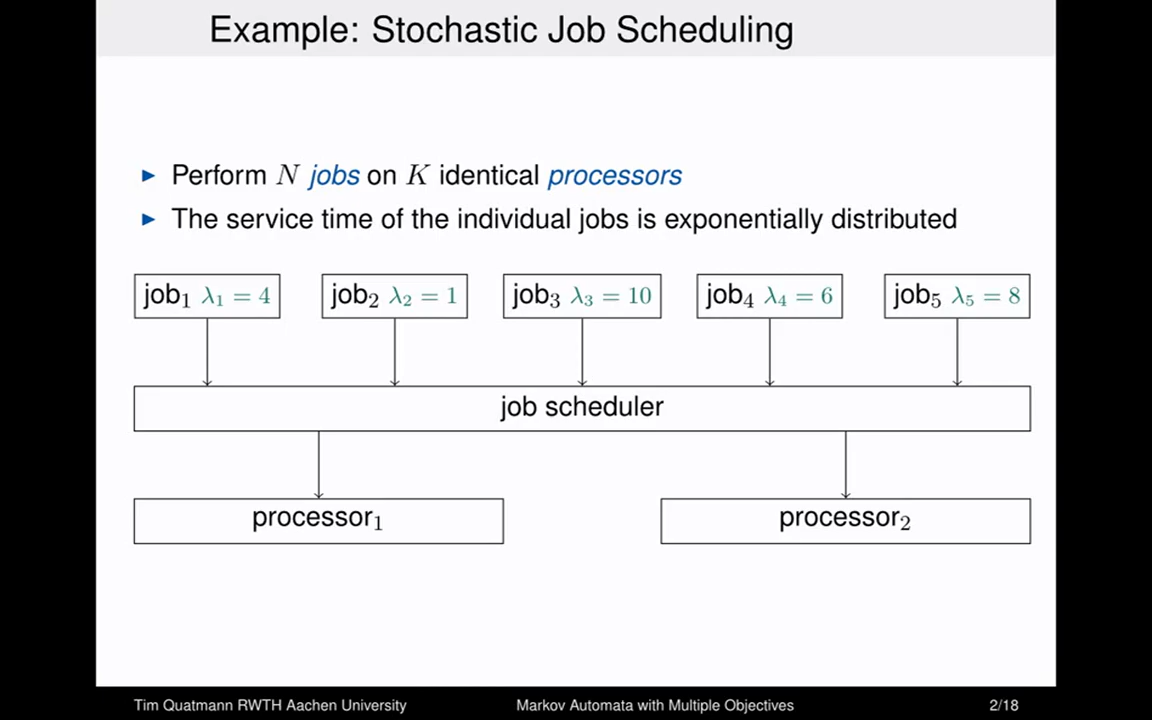 Example: Stochastic Job Scheduling
▶ Perform N jobs on K identical processors
▶ The service time of the individual jobs is exponentially distributed
job₁ λ₁ = 4 job₂ λ₂ = 1 job₃ λ₃ = 10 job₄ λ₄ = 6 job₅ λ₅ = 8
job scheduler
processor₁ processor₂
Tim Quatmann RWTH Aachen University Markov Automata with Multiple Objectives 2/18